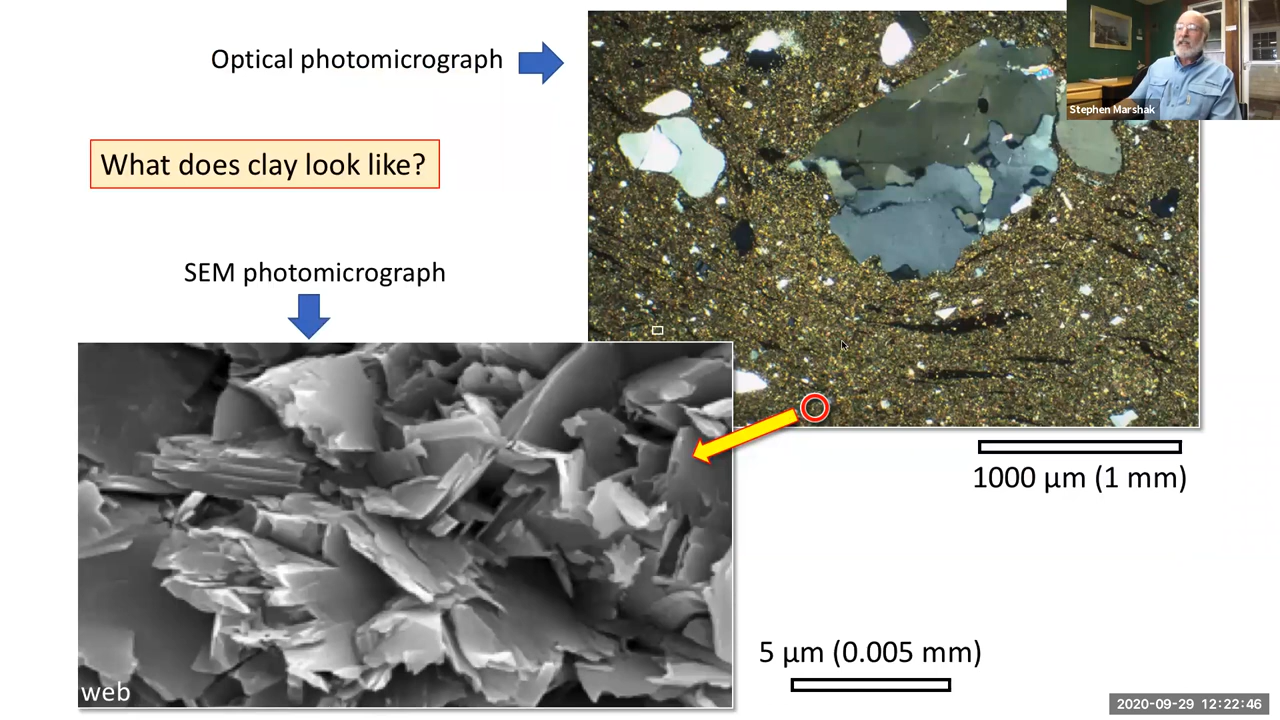 Optical photomicrograph
Stephen Marshak
What does clay look like?
SEM photomicrograph
1000 µm (1 mm)
5 µm (0.005 mm)
web
2020-09-29 12:22:46